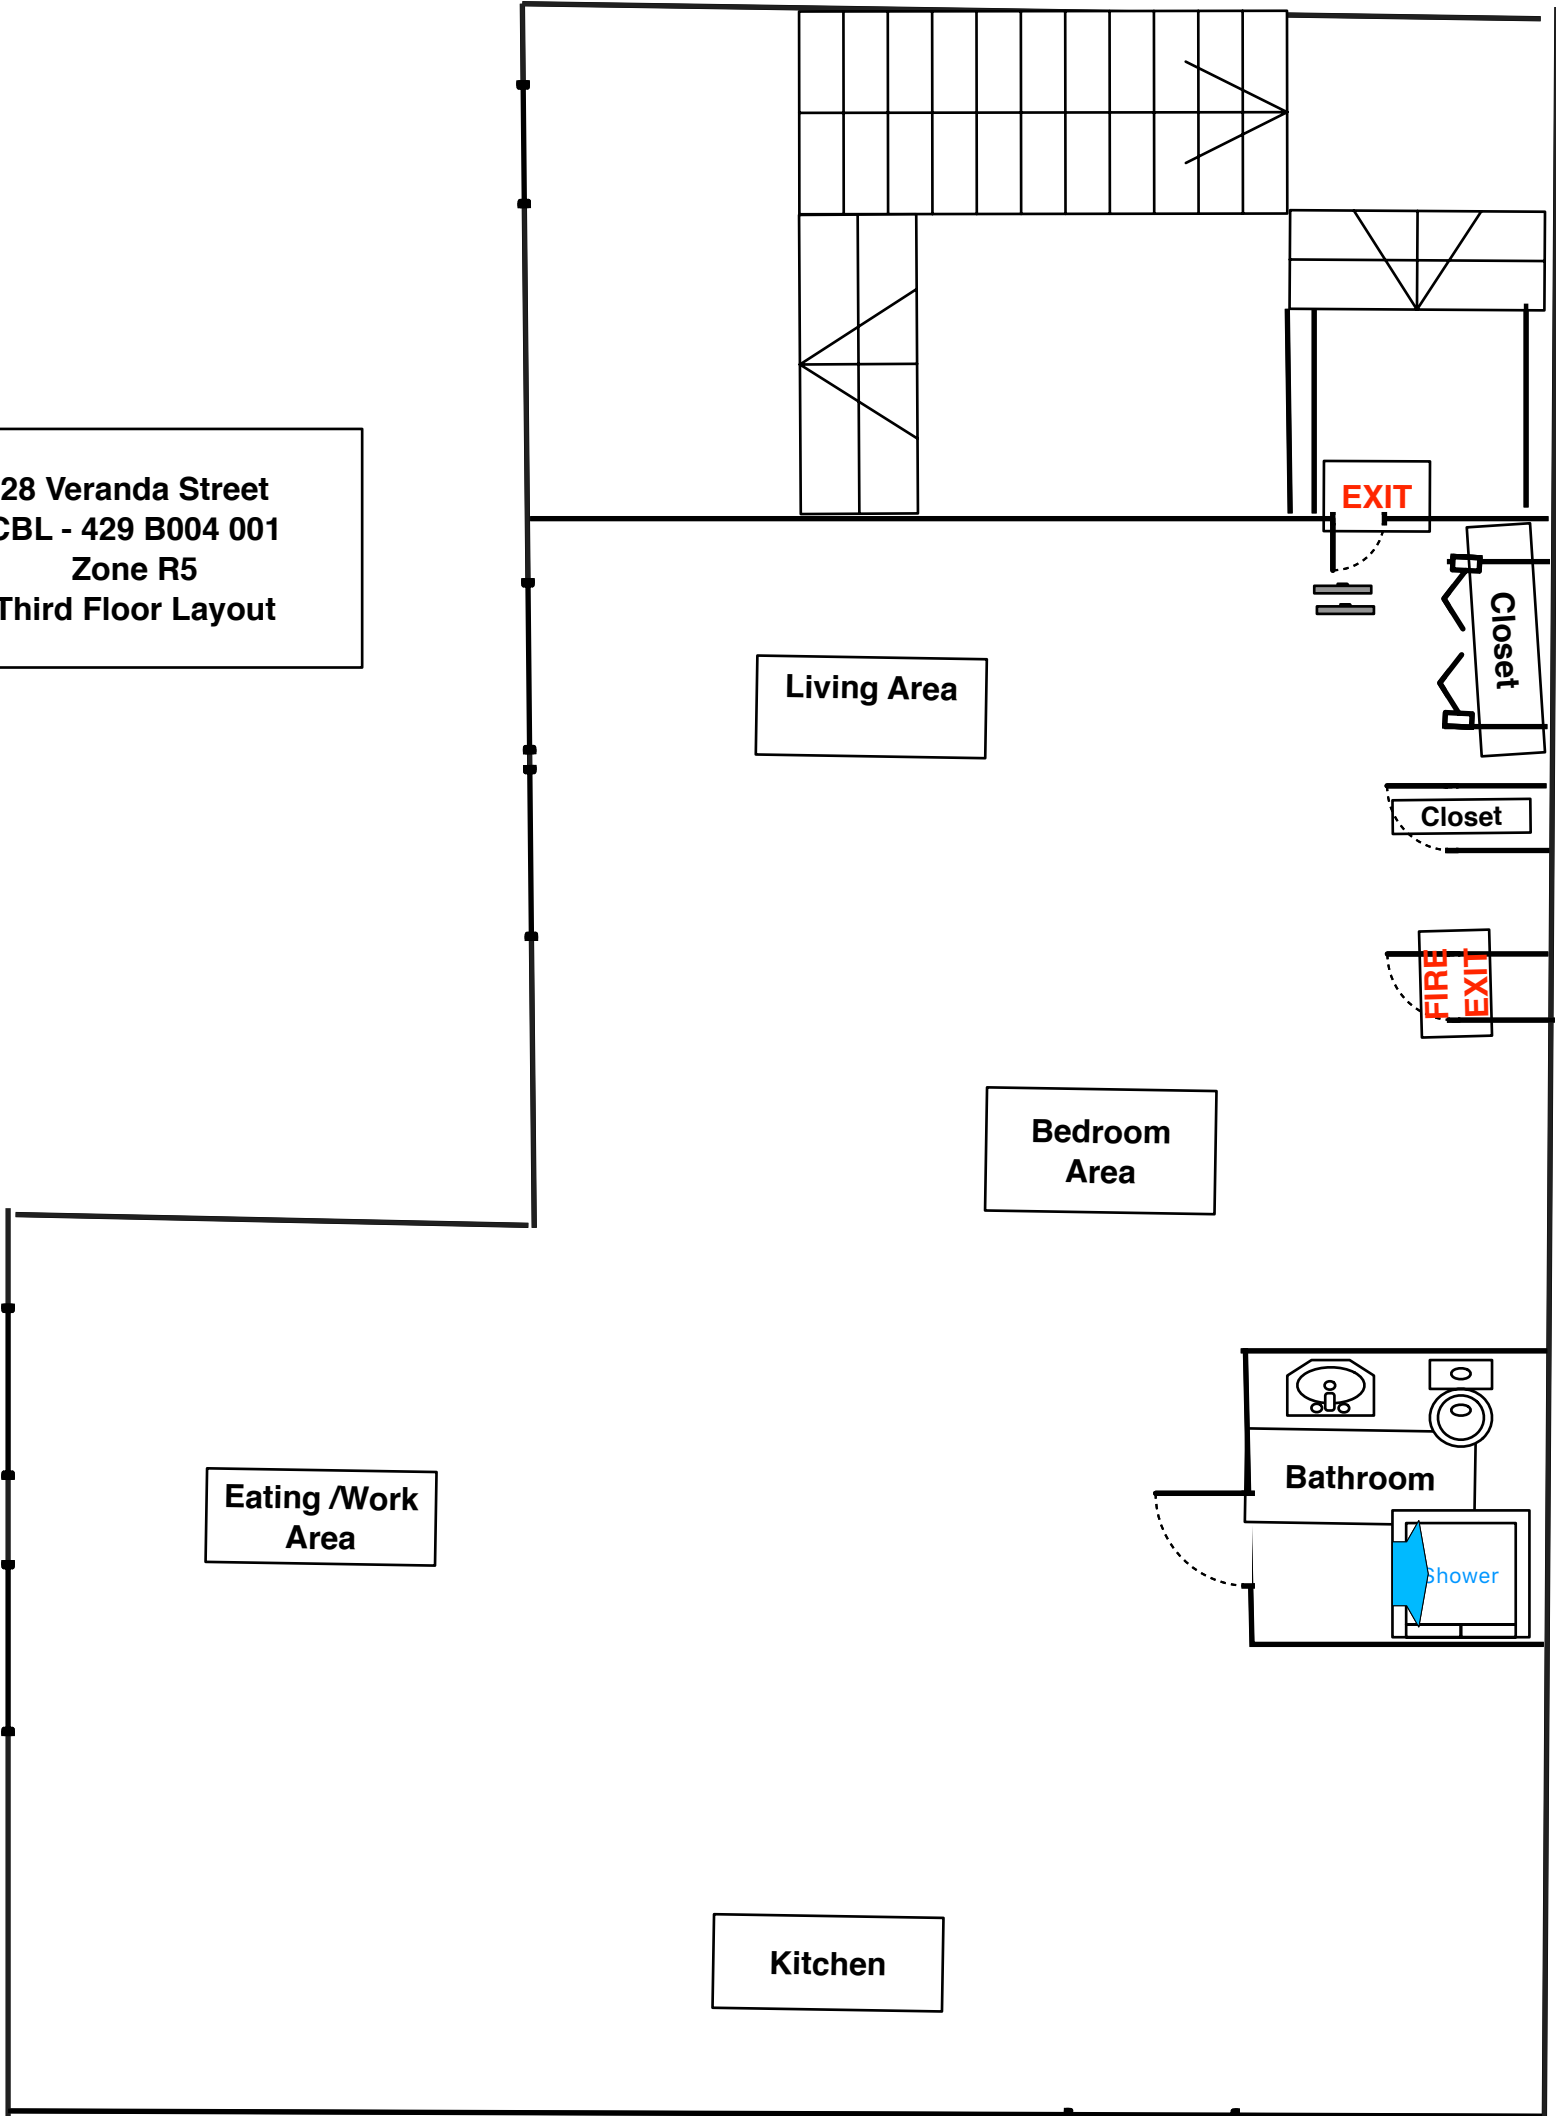 EXIT
28 Veranda Street
CBL - 429 B004 001
Zone R5
Third Floor Layout
Closet
Living Area
Closet
FIRE
EXIT
Bedroom
Area
Bathroom
Eating /Work
Area
Shower
Kitchen